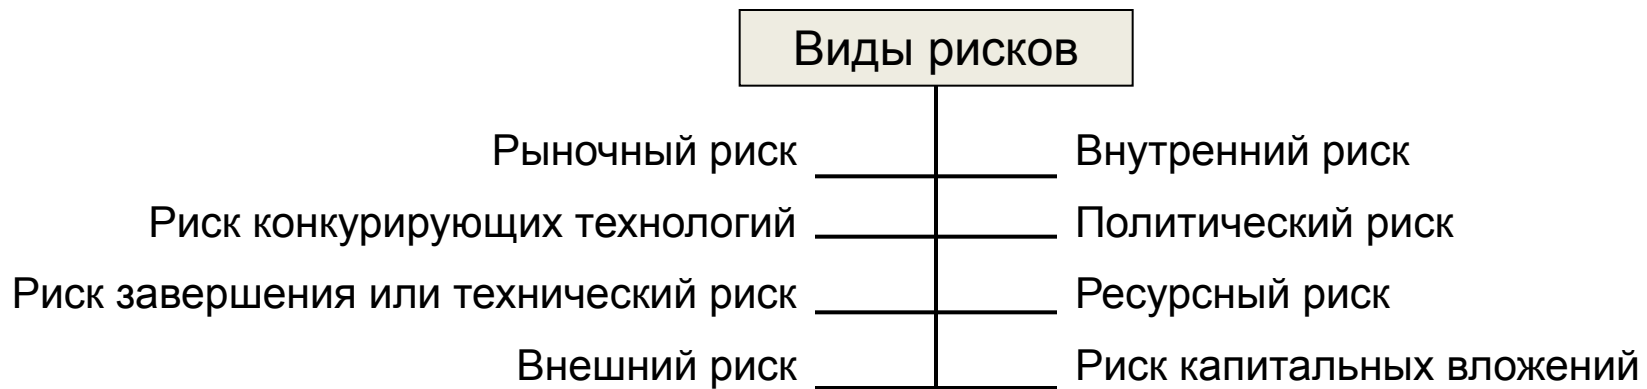 Виды рисков
Рыночный риск
Внутренний риск
Риск конкурирующих технологий
Политический риск
Риск завершения или технический риск
Ресурсный риск
Внешний риск
Риск капитальных вложений